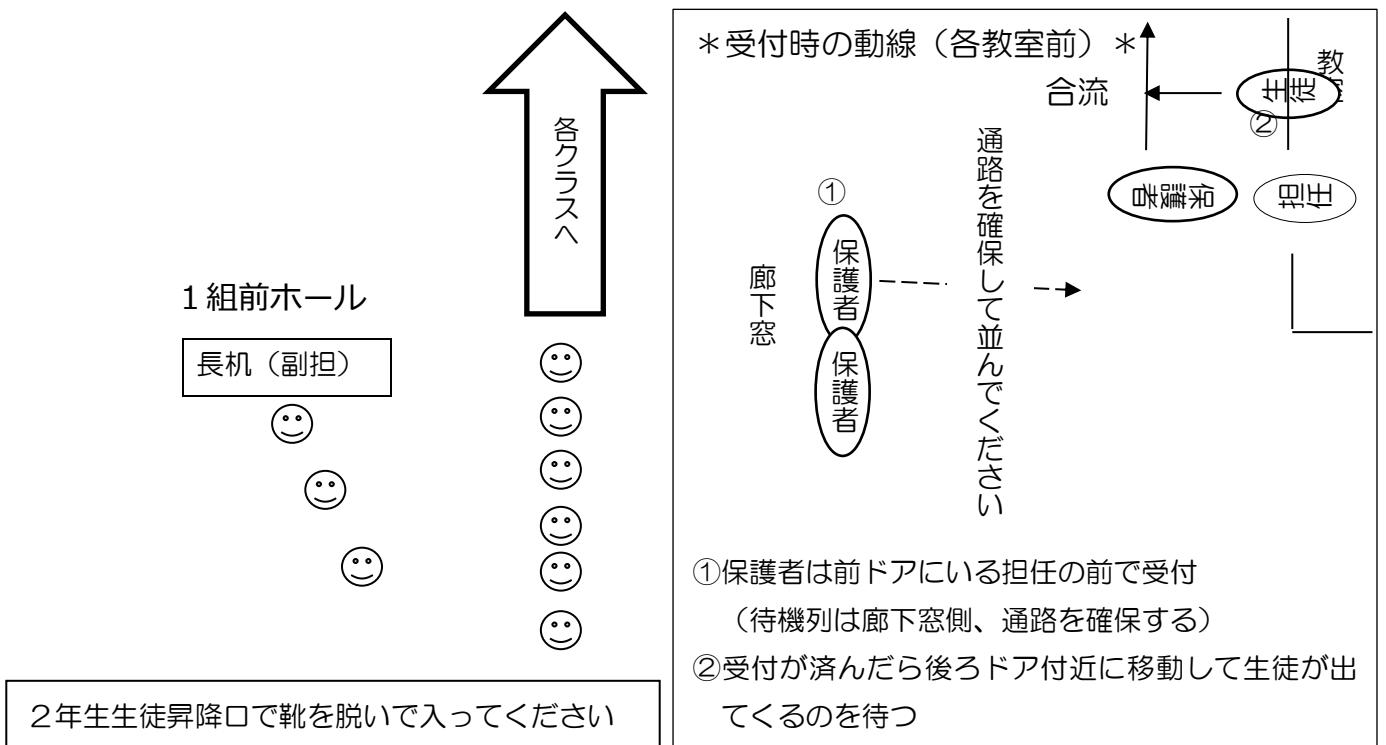 各クラスへ
1組前ホール
長机（副担）
２年生生徒昇降口で靴を脱いで入ってください
＊受付時の動線（各教室前）＊
合流
生徒
②
教
保護者
担任
①
通路を確保して並んでください
廊下窓
保護者
保護者
①保護者は前ドアにいる担任の前で受付
（待機列は廊下窓側、通路を確保する）
②受付が済んだら後ろドア付近に移動して生徒が出
てくるのを待つ